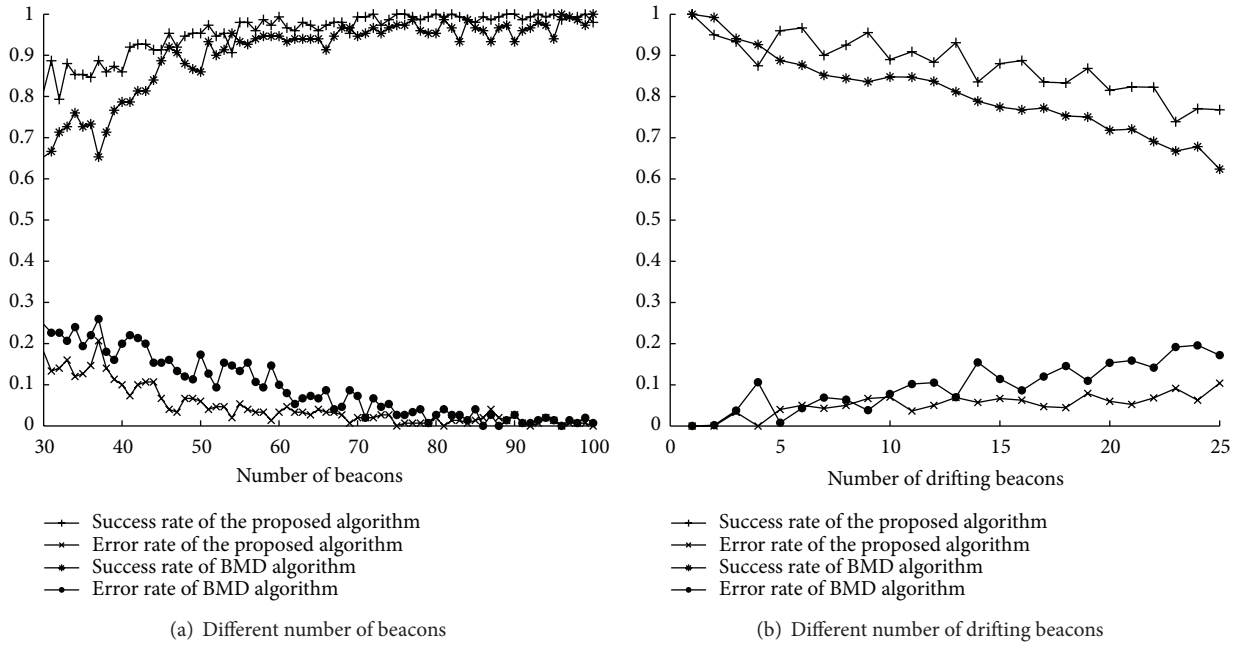 1
0.9
0.8
0.7
0.6
0.5
0.4
0.3
0.2
0.1
0
30 40 50 60 70 80 90 100
Number of beacons
Success rate of the proposed algorithm
Error rate of the proposed algorithm
Success rate of BMD algorithm
Error rate of BMD algorithm
(a) Different number of beacons
1
0.9
0.8
0.7
0.6
0.5
0.4
0.3
0.2
0.1
0
0 5 10 15 20 25
Number of drifting beacons
Success rate of the proposed algorithm
Error rate of the proposed algorithm
Success rate of BMD algorithm
Error rate of BMD algorithm
(b) Different number of drifting beacons